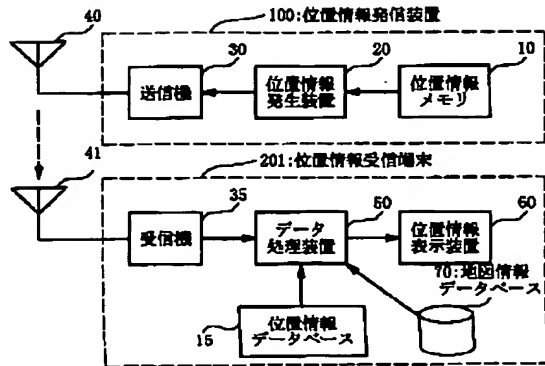 100:位置情報発信装置
40
30
20
10
送信機
位置情報
発生装置
位置情報
メモリ
201:位置情報受信端末
41
35
50
60
受信機
データ
処理装置
位置情報
表示装置
70:地図情報
データベース
15
位置情報
データベース